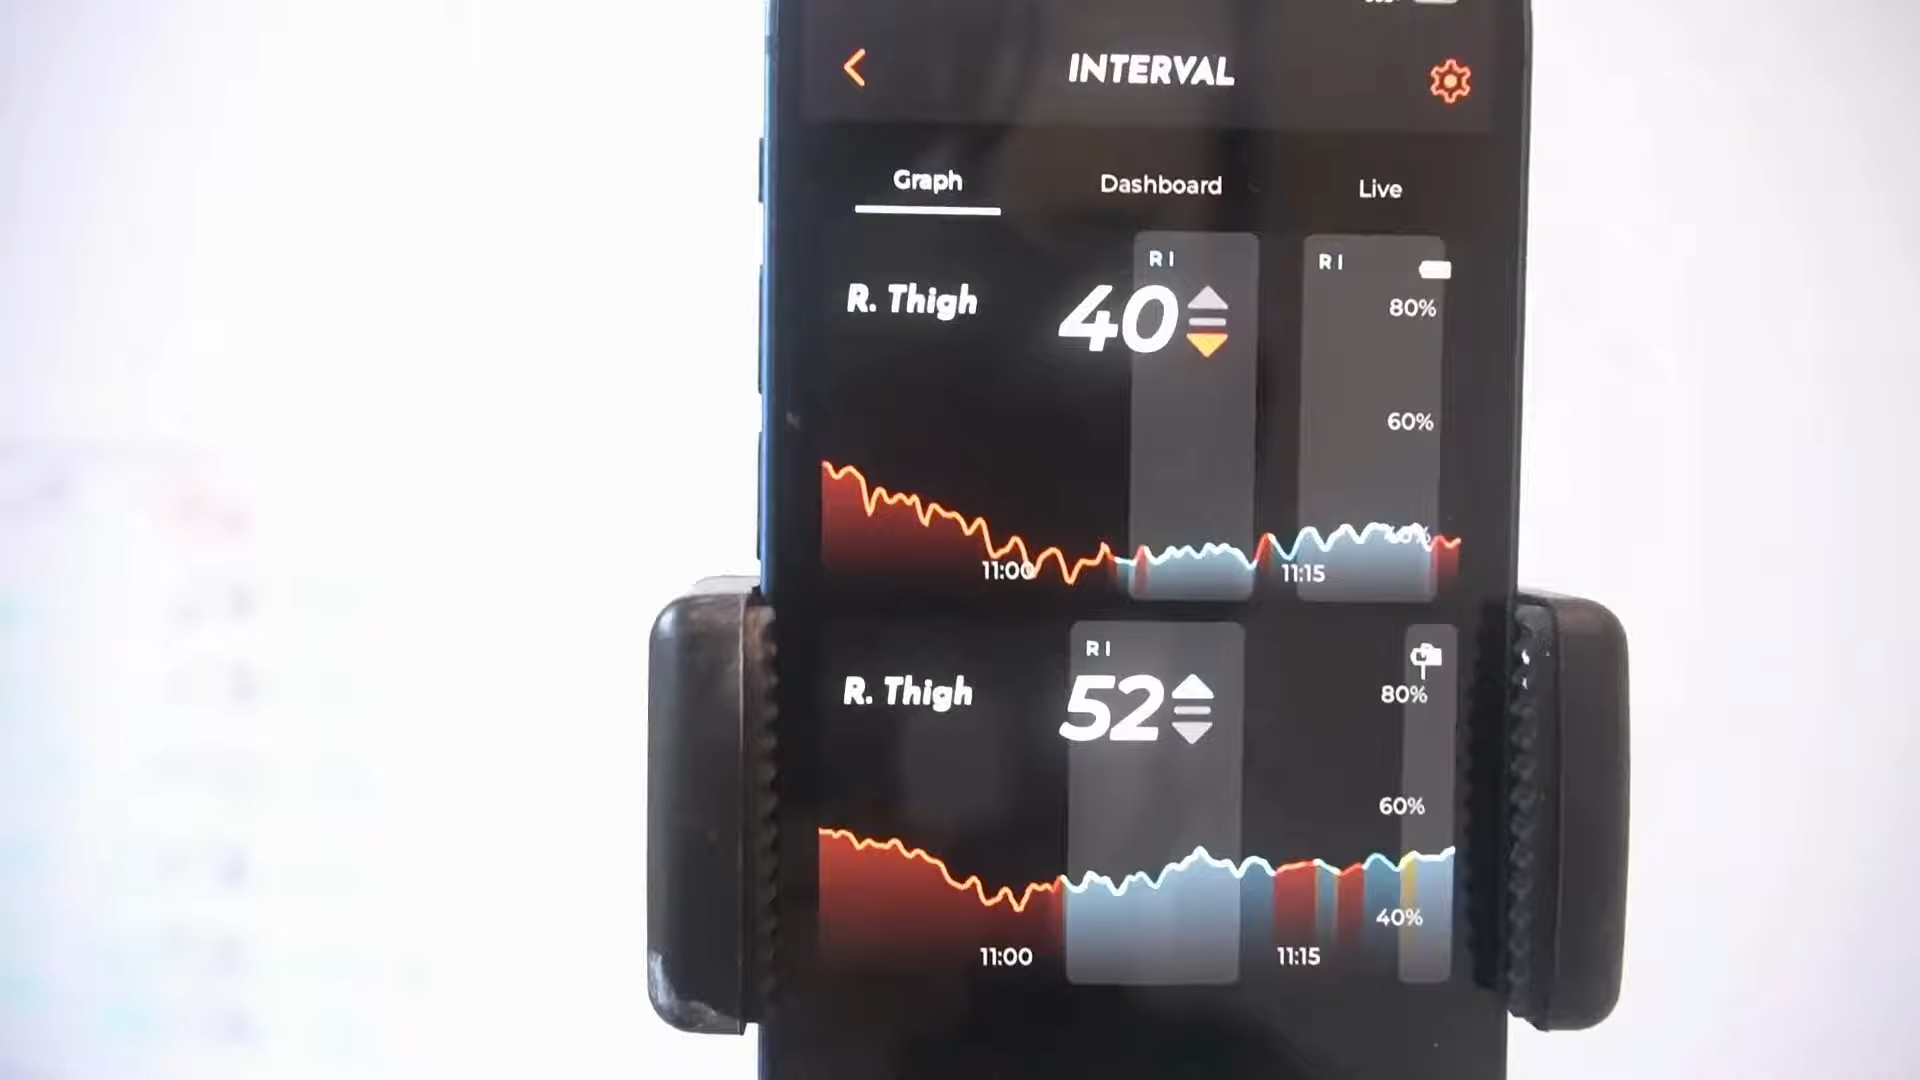 INTERVAL
Graph Dashboard Live
R I R I
R. Thigh 40 80%
60%
40%
11:00 11:15
R I
R. Thigh 52 80%
60%
40%
11:00 11:15